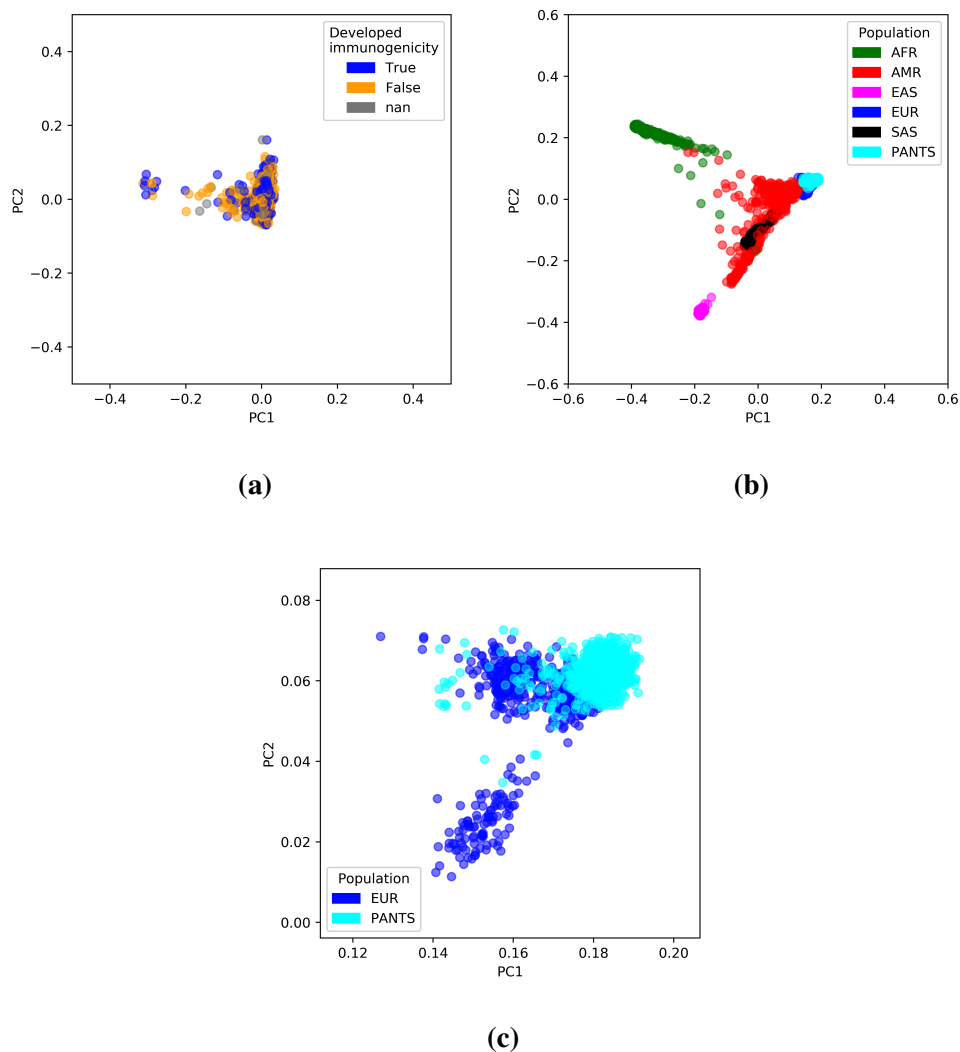 Developed
immunogenicity
True
False
nan
0.4
0.2
0.0
−0.2
−0.4
PC2
−0.4
−0.2
0.0
0.2
0.4
PC1
(a)
Population
AFR
AMR
EAS
EUR
SAS
PANTS
0.6
0.4
0.2
0.0
−0.2
−0.4
−0.6
PC2
−0.6
−0.4
−0.2
0.0
0.2
0.4
0.6
PC1
(b)
0.08
0.06
0.04
0.02
0.00
PC2
Population
EUR
PANTS
0.12
0.14
0.16
0.18
0.20
PC1
(c)